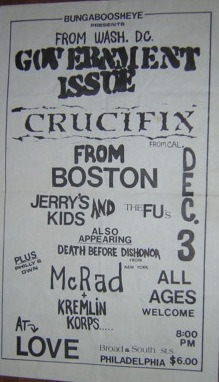 BUNGABOOSHEYE
PRESENTS
FROM WASH. D.C.
GOVERNMENT
ISSUE
CRUCIFIX
FROM CAL.
FROM
BOSTON
DEC. 3
JERRY'S KIDS AND THE FU's
ALSO
APPEARING
DEATH BEFORE DISHONOR
FROM NEW YORK
PLUS
PHILLY'S
OWN
McRad
+
KREMLIN
KORPS.....
ALL
AGES
WELCOME
8:00
PM
AT
LOVE
Broad & South sts.
PHILADELPHIA $6.00